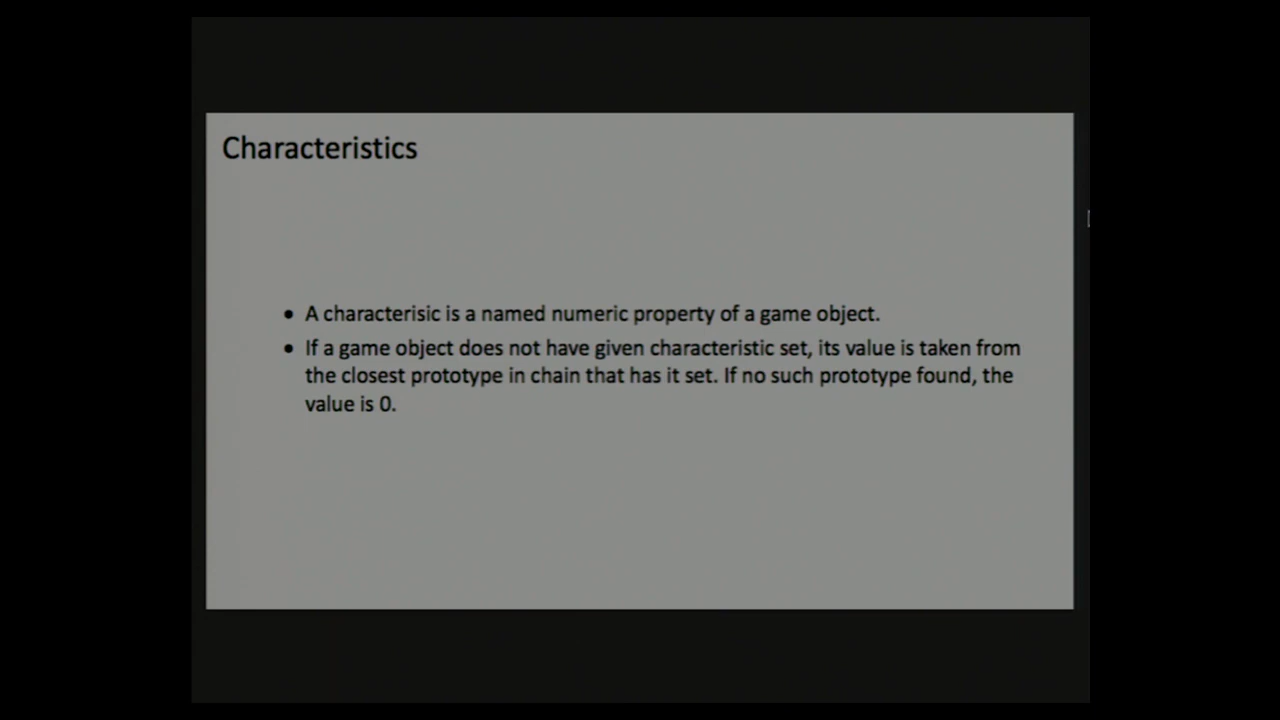 Characteristics
• A characterisic is a named numeric property of a game object.
• If a game object does not have given characteristic set, its value is taken from
the closest prototype in chain that has it set. If no such prototype found, the
value is 0.